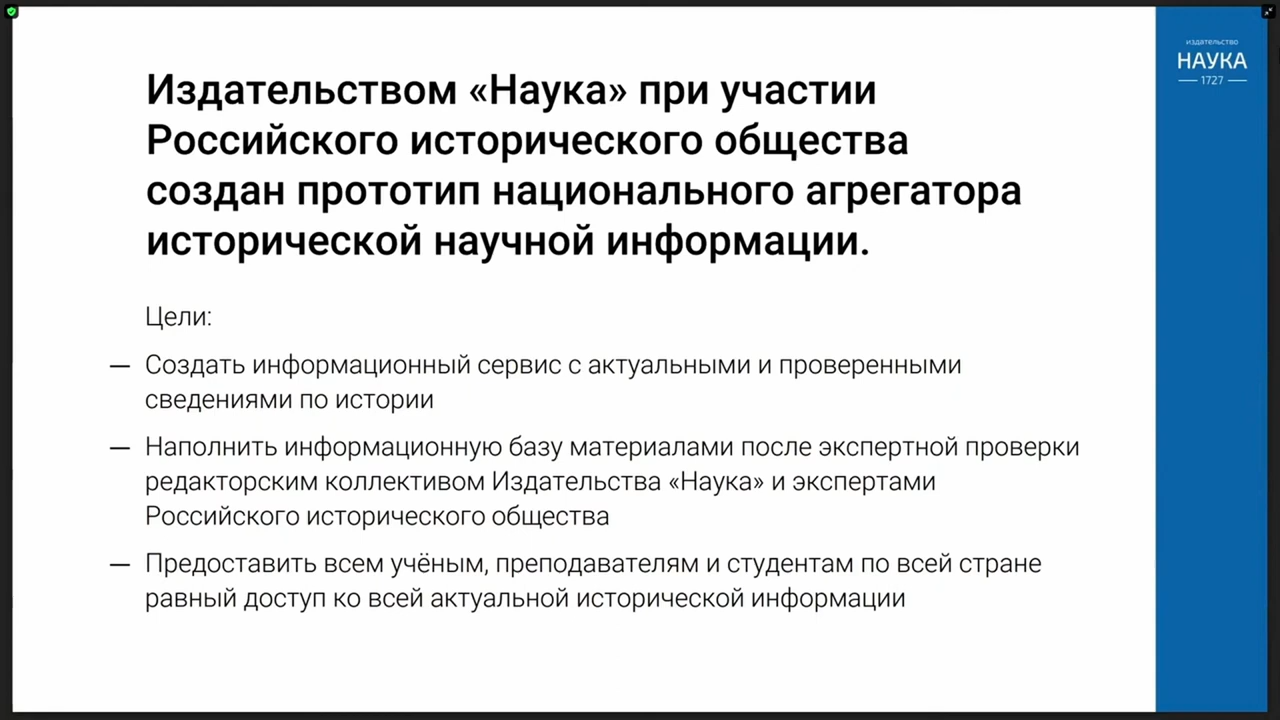 издательство
НАУКА
1727
Издательством «Наука» при участии
Российского исторического общества
создан прототип национального агрегатора
исторической научной информации.
Цели:
— Создать информационный сервис с актуальными и проверенными
сведениями по истории
— Наполнить информационную базу материалами после экспертной проверки
редакторским коллективом Издательства «Наука» и экспертами
Российского исторического общества
— Предоставить всем учёным, преподавателям и студентам по всей стране
равный доступ ко всей актуальной исторической информации